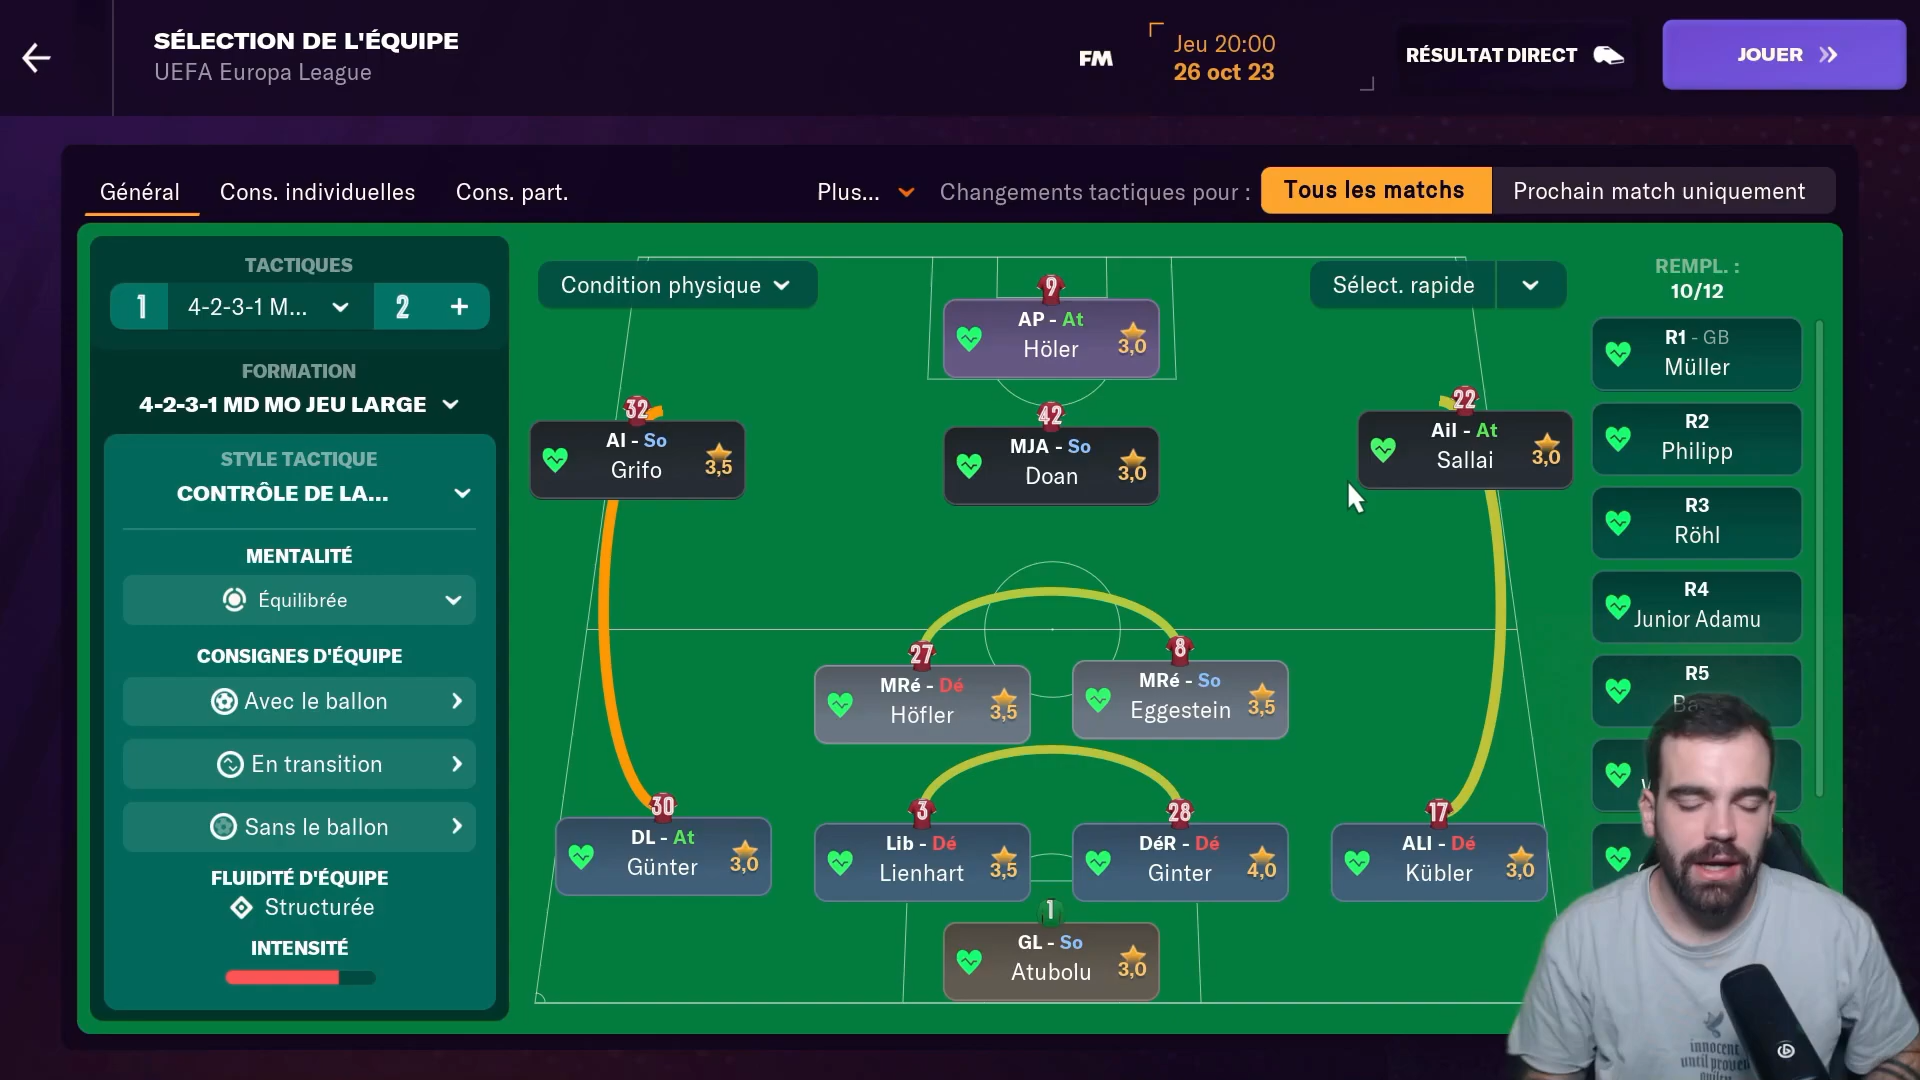 SÉLECTION DE L'ÉQUIPE
UEFA Europa League
FM
Jeu 20:00
26 oct 23
RÉSULTAT DIRECT
JOUER
Général
Cons. individuelles
Cons. part.
Plus...
Changements tactiques pour :
Tous les matchs
Prochain match uniquement
TACTIQUES
1
4-2-3-1 M...
2
+
FORMATION
4-2-3-1 MD MO JEU LARGE
STYLE TACTIQUE
CONTRÔLE DE LA...
MENTALITÉ
Équilibrée
CONSIGNES D'ÉQUIPE
Avec le ballon
En transition
Sans le ballon
FLUIDITÉ D'ÉQUIPE
Structurée
INTENSITÉ
Condition physique
Sélect. rapide
9
AP - At
Höler
3,0
32
AI - So
Grifo
3,5
42
MJA - So
Doan
3,0
22
Ail - At
Sallai
3,0
27
MRé - Dé
Höfler
3,5
8
MRé - So
Eggestein
3,5
30
DL - At
Günter
3,0
3
Lib - Dé
Lienhart
3,5
28
DéR - Dé
Ginter
4,0
17
ALI - Dé
Kübler
3,0
1
GL - So
Atubolu
3,0
REMPL. :
10/12
R1 - GB
Müller
R2
Philipp
R3
Röhl
R4
Junior Adamu
R5
innocent
until proven